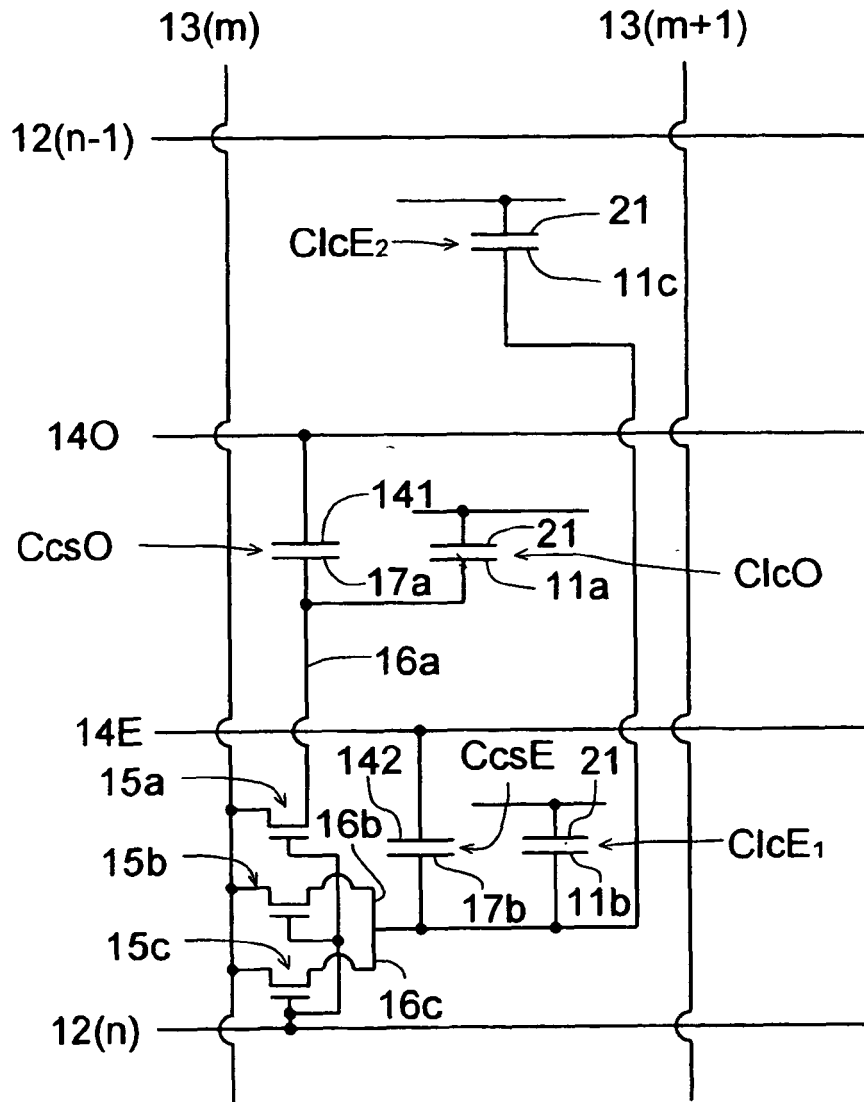 13(m)
13(m+1)
12(n-1)
21
ClcE2
11c
14O
141
21
CcsO
17a
11a
ClcO
16a
14E
CcsE
21
142
15a
16b
ClcE1
15b
17b
11b
15c
16c
12(n)